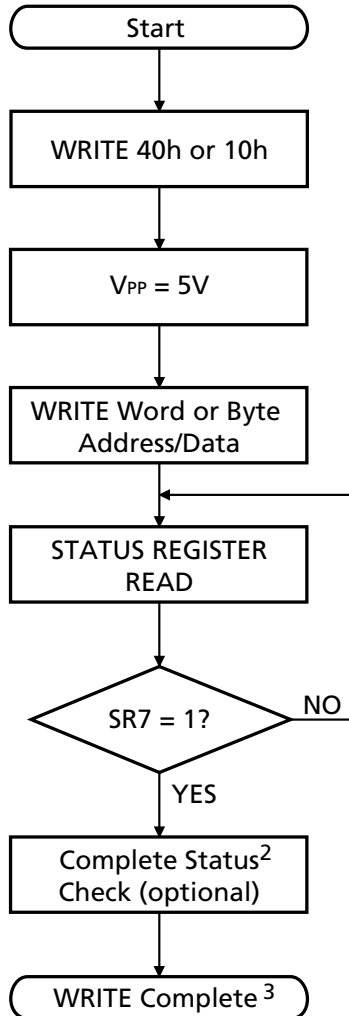 Start
WRITE 40h or 10h
VPP = 5V
WRITE Word or Byte
Address/Data
STATUS REGISTER
READ
SR7 = 1?
NO
YES
Complete Status2
Check (optional)
WRITE Complete 3